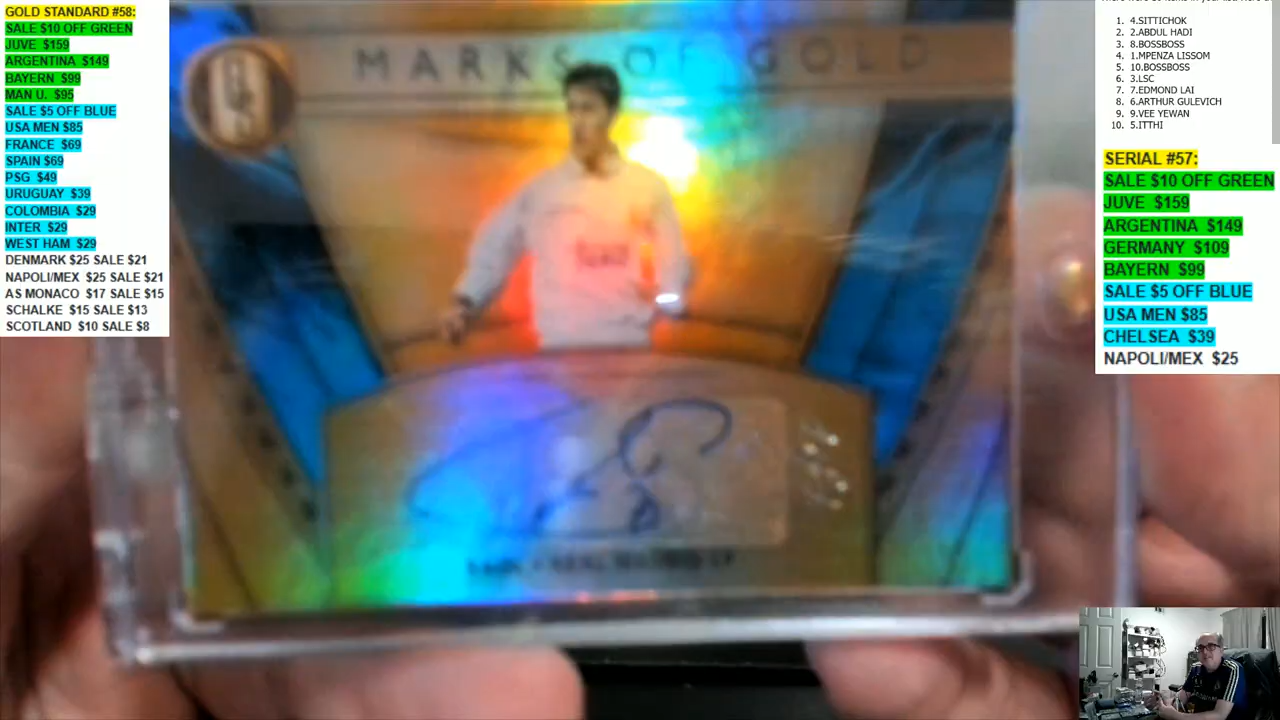 GOLD STANDARD #58:
SALE $10 OFF GREEN
JUVE $159
ARGENTINA $149
BAYERN $99
MAN U. $95
SALE $5 OFF BLUE
USA MEN $85
FRANCE $69
SPAIN $69
PSG $49
URUGUAY $39
COLOMBIA $29
INTER $29
WEST HAM $29
DENMARK $25 SALE $21
NAPOLI/MEX $25 SALE $21
AS MONACO $17 SALE $15
SCHALKE $15 SALE $13
SCOTLAND $10 SALE $8
MARKS OF GOLD
1. 4.SITTICHOK
2. 2.ABDUL HADI
3. 8.BOSSBOSS
4. 1.MPENZA LISSOM
5. 10.BOSSBOSS
6. 3.LSC
7. 7.EDMOND LAI
8. 6.ARTHUR GULEVICH
9. 9.VEE YEWAN
10. 5.ITTHI
SERIAL #57:
SALE $10 OFF GREEN
JUVE $159
ARGENTINA $149
GERMANY $109
BAYERN $99
SALE $5 OFF BLUE
USA MEN $85
CHELSEA $39
NAPOLI/MEX $25